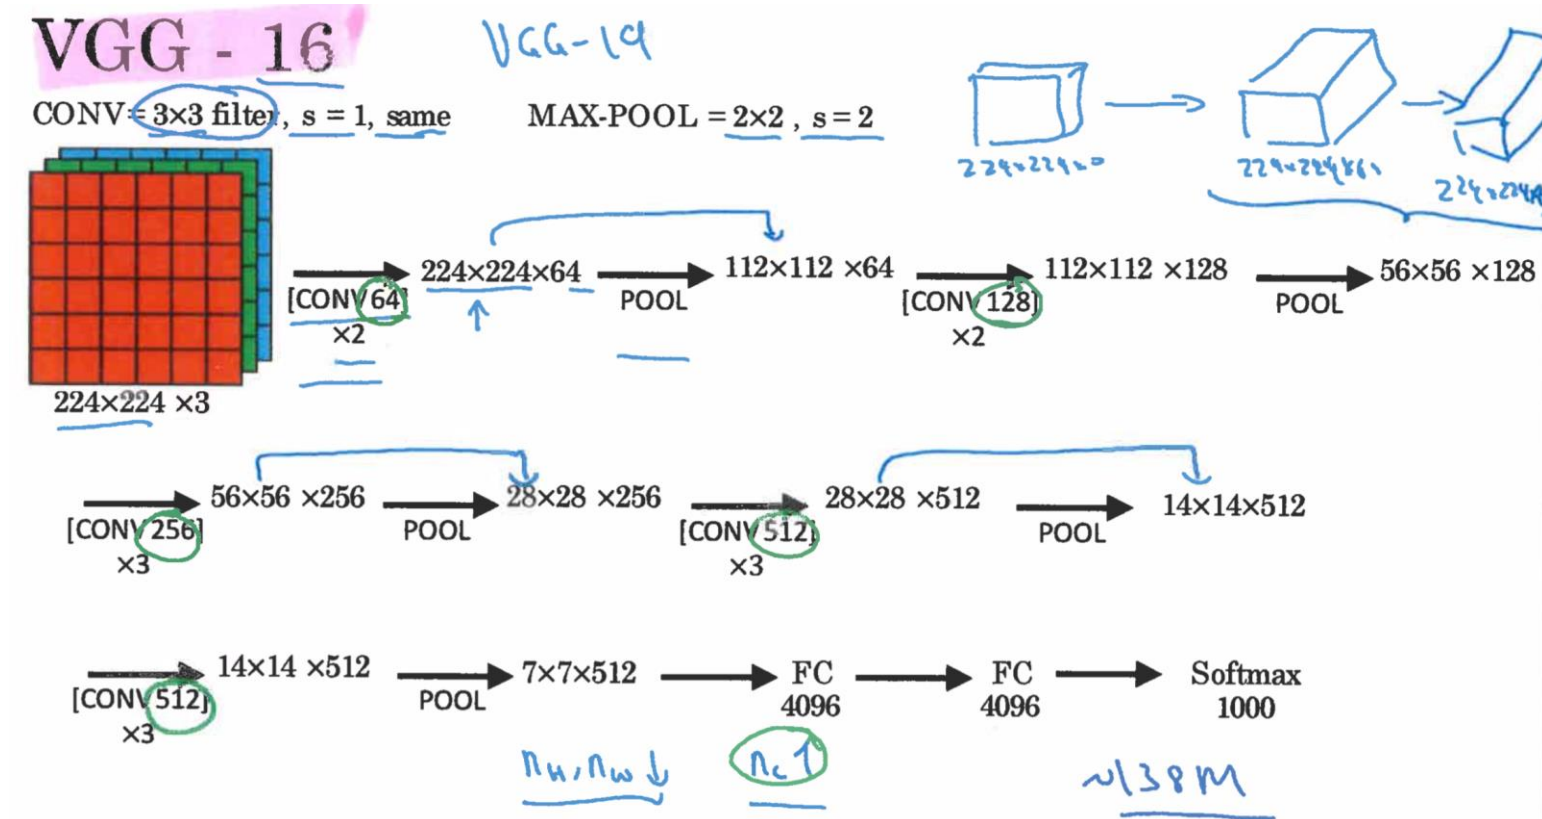 VGG - 16
VGG-19
CONV = 3×3 filter, s = 1, same
MAX-POOL = 2×2 , s = 2
224×224×64
224×224 ×3
[CONV 64]
×2
224×224×64
POOL
112×112 ×64
[CONV 128]
×2
112×112 ×128
POOL
56×56 ×128
[CONV 256]
×3
56×56 ×256
POOL
28×28 ×256
[CONV 512]
×3
28×28 ×512
POOL
14×14×512
[CONV 512]
×3
14×14 ×512
POOL
7×7×512
FC
4096
FC
4096
Softmax
1000
nH, nW ↓
nC ↑
~138M